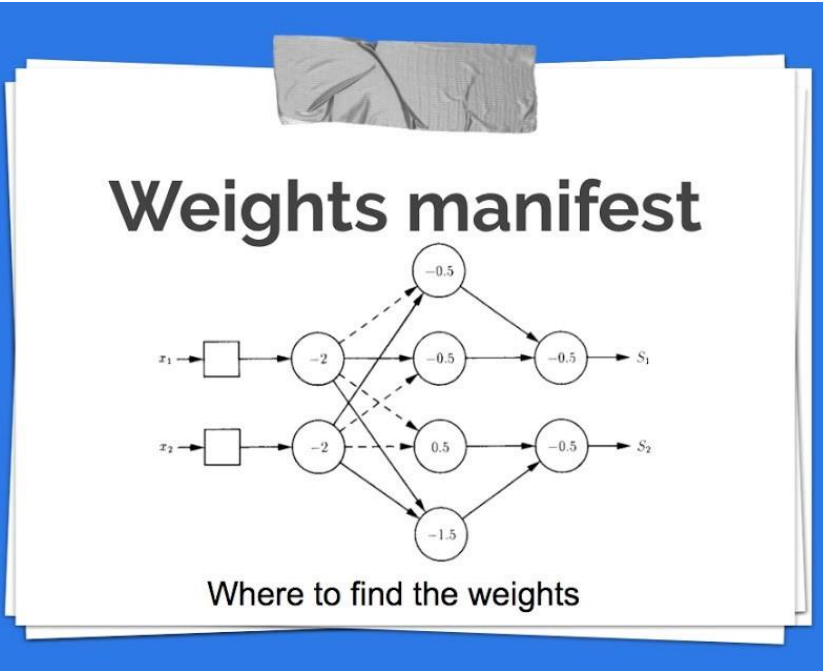 Weights manifest
-0.5
x₁ -2 -0.5 -0.5 S₁
x₂ -2 0.5 -0.5 S₂
-1.5
Where to find the weights